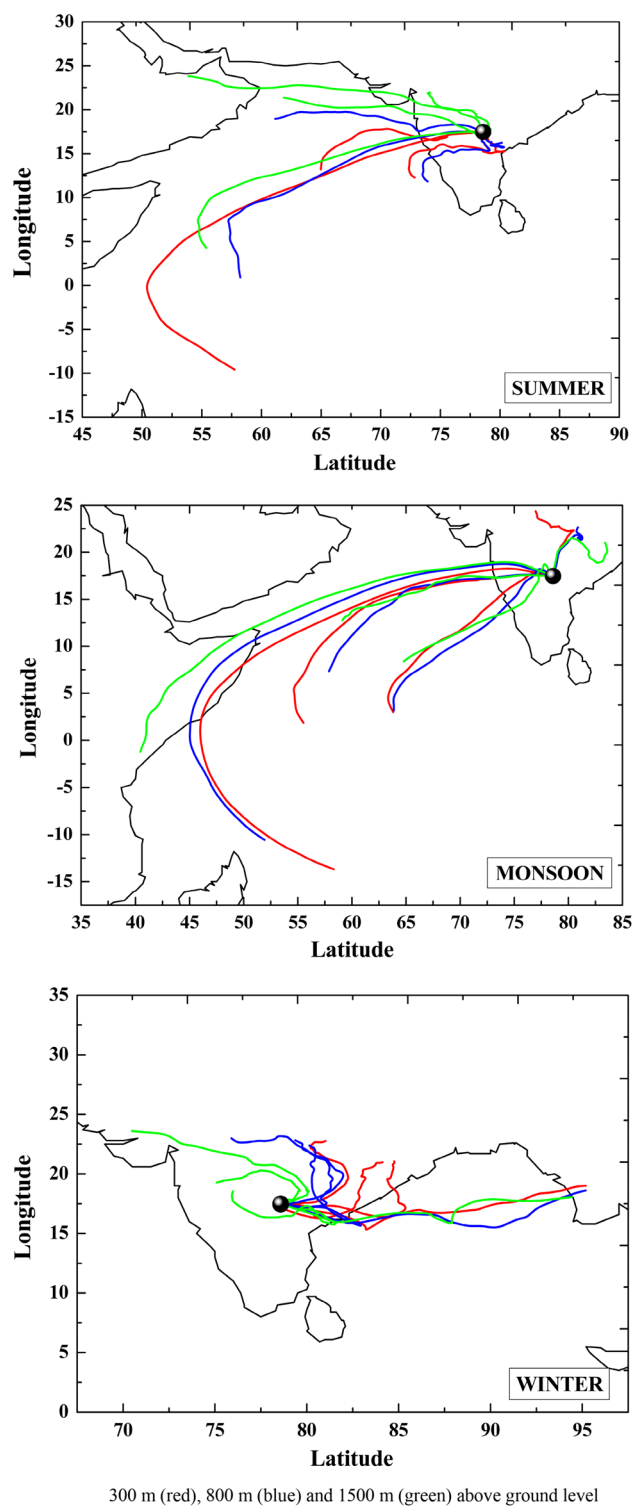 30
25
20
15
10
5
0
-5
-10
-15
Longitude
SUMMER
45 50 55 60 65 70 75 80 85 90
Latitude
25
20
15
10
5
0
-5
-10
-15
Longitude
MONSOON
35 40 45 50 55 60 65 70 75 80 85
Latitude
35
30
25
20
15
10
5
0
Longitude
WINTER
70 75 80 85 90 95
Latitude
300 m (red), 800 m (blue) and 1500 m (green) above ground level